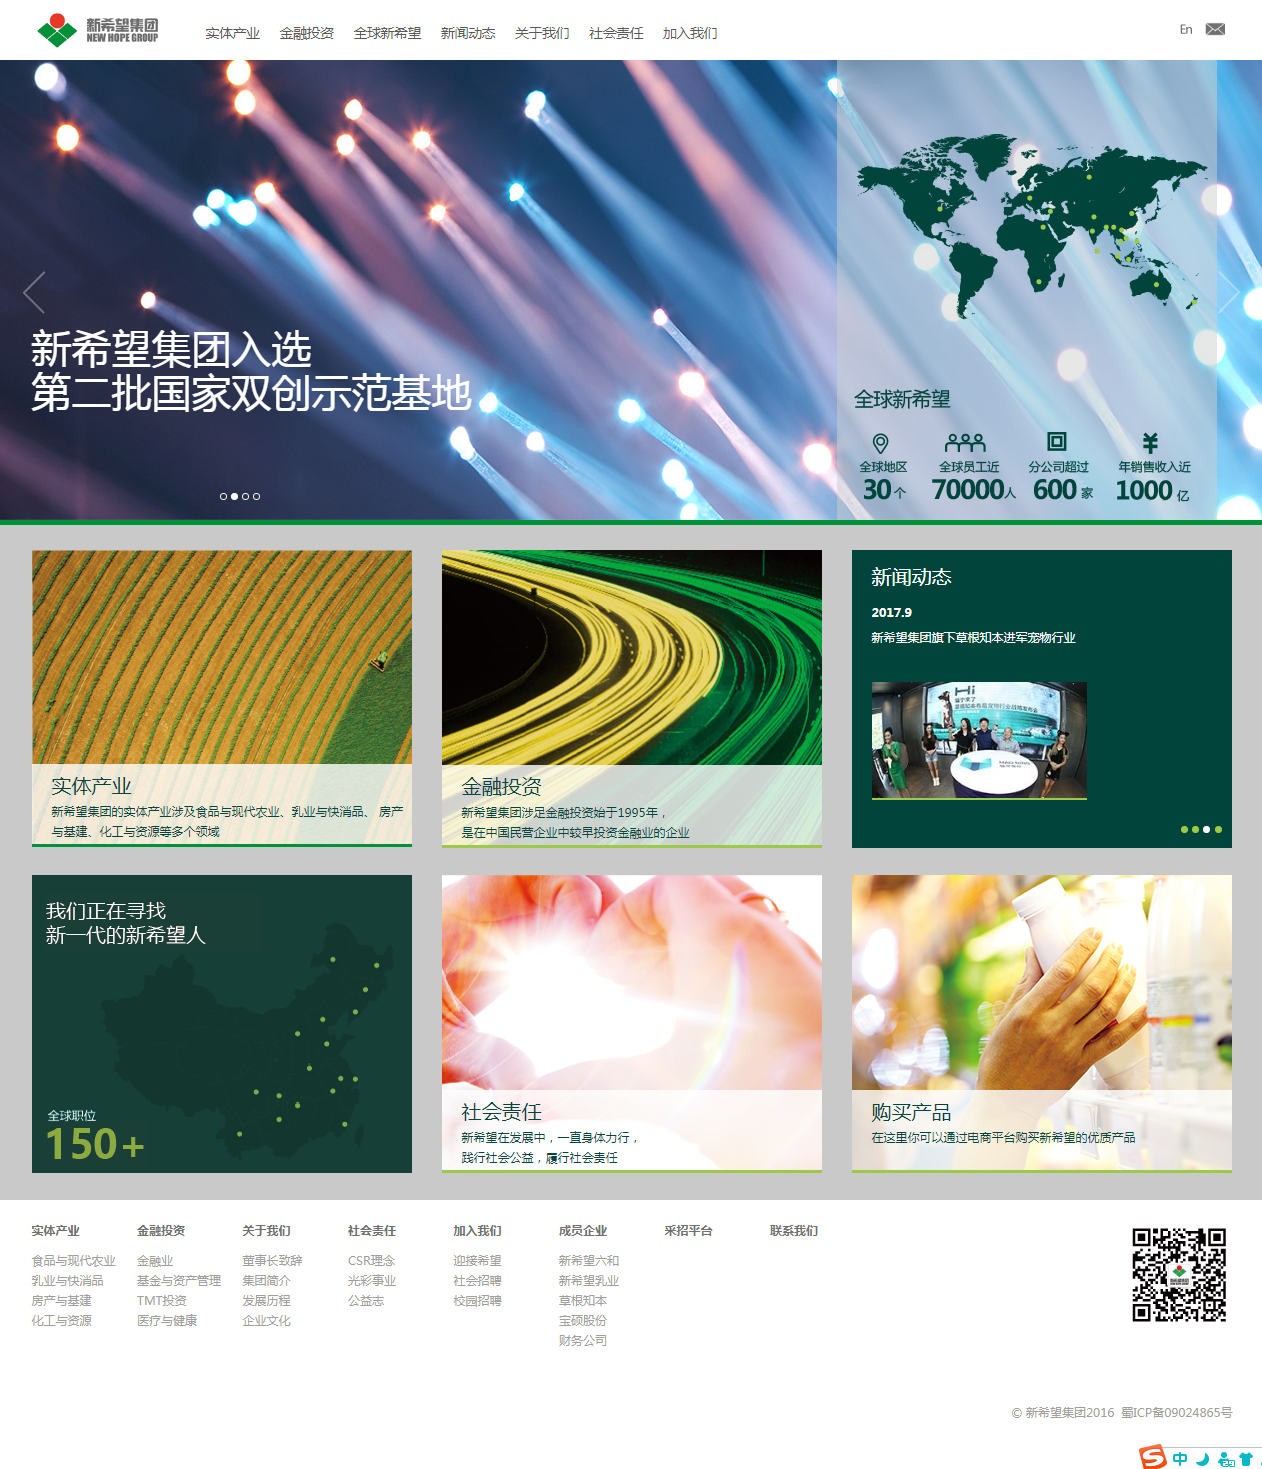 新希望集团
NEW HOPE GROUP
实体产业 金融投资 全球新希望 新闻动态 关于我们 社会责任 加入我们
En
新希望集团入选
第二批国家双创示范基地
全球新希望
全球地区 全球员工近 分公司超过 年销售收入近
30 个 70000人 600 家 1000 亿
实体产业
新希望集团的实体产业涉及食品与现代农业、乳业与快消品、 房产
与基建、化工与资源等多个领域
金融投资
新希望集团涉足金融投资始于1995年，
是在中国民营企业中较早投资金融业的企业
新闻动态
2017.9
新希望集团旗下草根知本进军宠物行业
Hi
我们正在寻找
新一代的新希望人
全球职位
150+
社会责任
新希望在发展中，一直身体力行，
践行社会公益，履行社会责任
购买产品
在这里你可以通过电商平台购买新希望的优质产品
实体产业 金融投资 关于我们 社会责任 加入我们 成员企业 采招平台 联系我们
食品与现代农业 金融业 董事长致辞 CSR理念 迎接希望 新希望六和
乳业与快消品 基金与资产管理 集团简介 光彩事业 社会招聘 新希望乳业
房产与基建 TMT投资 发展历程 公益志 校园招聘 草根知本
化工与资源 医疗与健康 企业文化 宝硕股份
财务公司
© 新希望集团2016 蜀ICP备09024865号
中